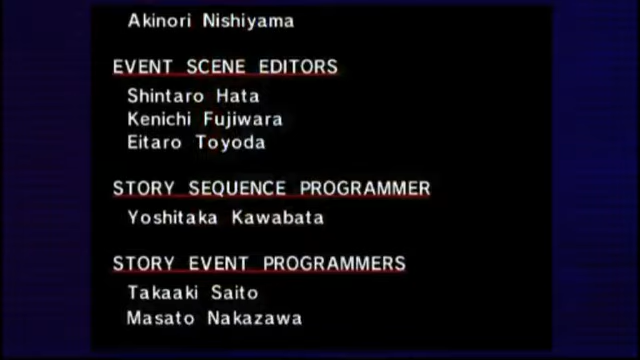 Akinori Nishiyama
EVENT SCENE EDITORS
Shintaro Hata
Kenichi Fujiwara
Eitaro Toyoda
STORY SEQUENCE PROGRAMMER
Yoshitaka Kawabata
STORY EVENT PROGRAMMERS
Takaaki Saito
Masato Nakazawa